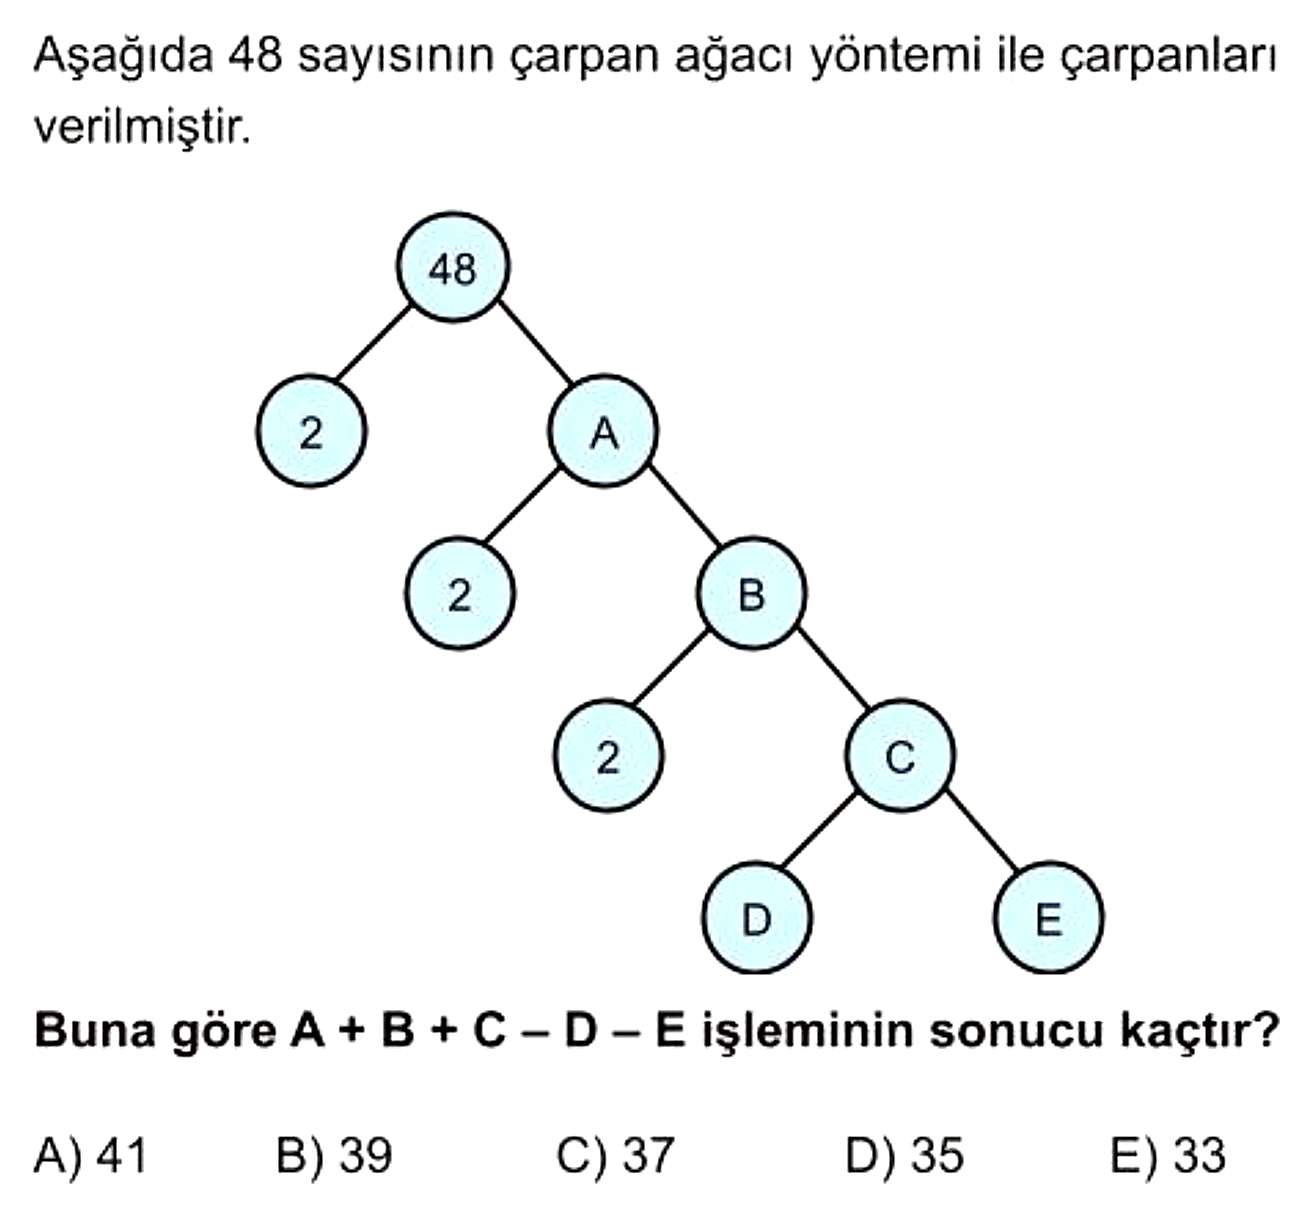 Aşağıda 48 sayısının çarpan ağacı yöntemi ile çarpanları
verilmiştir.
48
2 A
2 B
2 C
D E
Buna göre A + B + C – D – E işleminin sonucu kaçtır?
A) 41 B) 39 C) 37 D) 35 E) 33